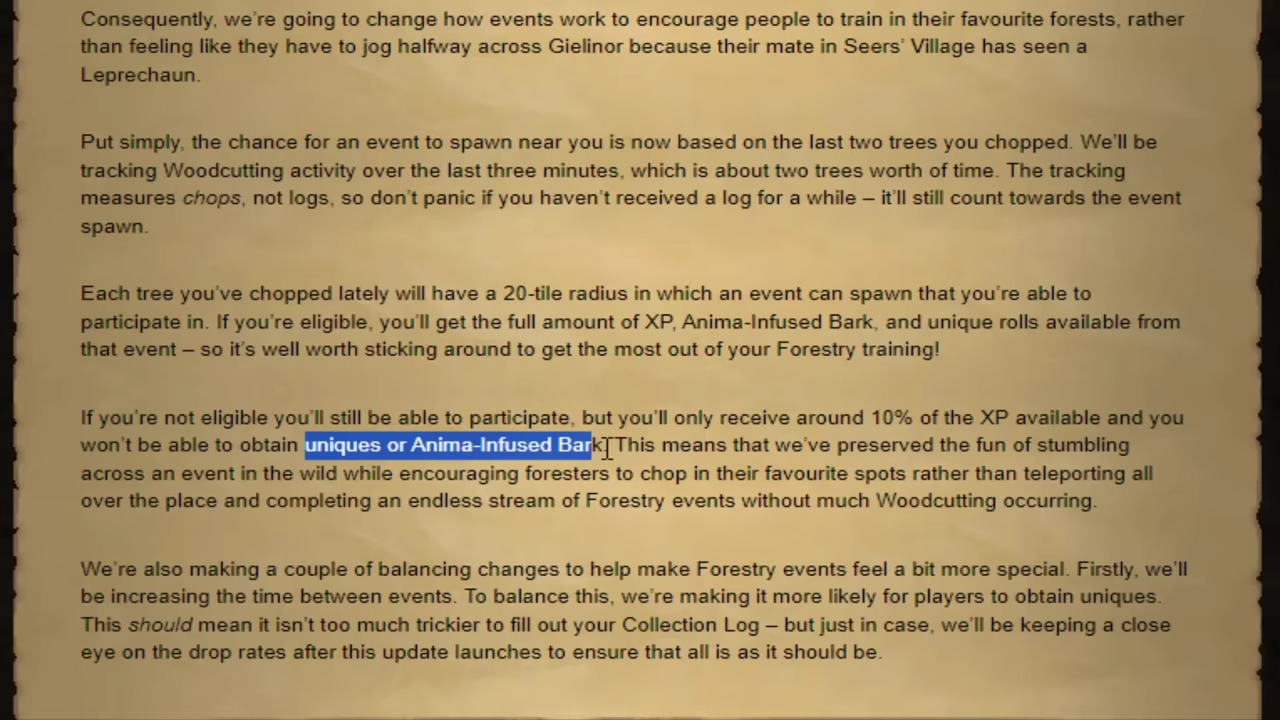 Consequently, we're going to change how events work to encourage people to train in their favourite forests, rather
than feeling like they have to jog halfway across Gielinor because their mate in Seers' Village has seen a
Leprechaun.
Put simply, the chance for an event to spawn near you is now based on the last two trees you chopped. We'll be
tracking Woodcutting activity over the last three minutes, which is about two trees worth of time. The tracking
measures chops, not logs, so don't panic if you haven't received a log for a while – it'll still count towards the event
spawn.
Each tree you've chopped lately will have a 20-tile radius in which an event can spawn that you're able to
participate in. If you're eligible, you'll get the full amount of XP, Anima-Infused Bark, and unique rolls available from
that event – so it's well worth sticking around to get the most out of your Forestry training!
If you're not eligible you'll still be able to participate, but you'll only receive around 10% of the XP available and you
won't be able to obtain uniques or Anima-Infused Bark. This means that we've preserved the fun of stumbling
across an event in the wild while encouraging foresters to chop in their favourite spots rather than teleporting all
over the place and completing an endless stream of Forestry events without much Woodcutting occurring.
We're also making a couple of balancing changes to help make Forestry events feel a bit more special. Firstly, we'll
be increasing the time between events. To balance this, we're making it more likely for players to obtain uniques.
This should mean it isn't too much trickier to fill out your Collection Log – but just in case, we'll be keeping a close
eye on the drop rates after this update launches to ensure that all is as it should be.